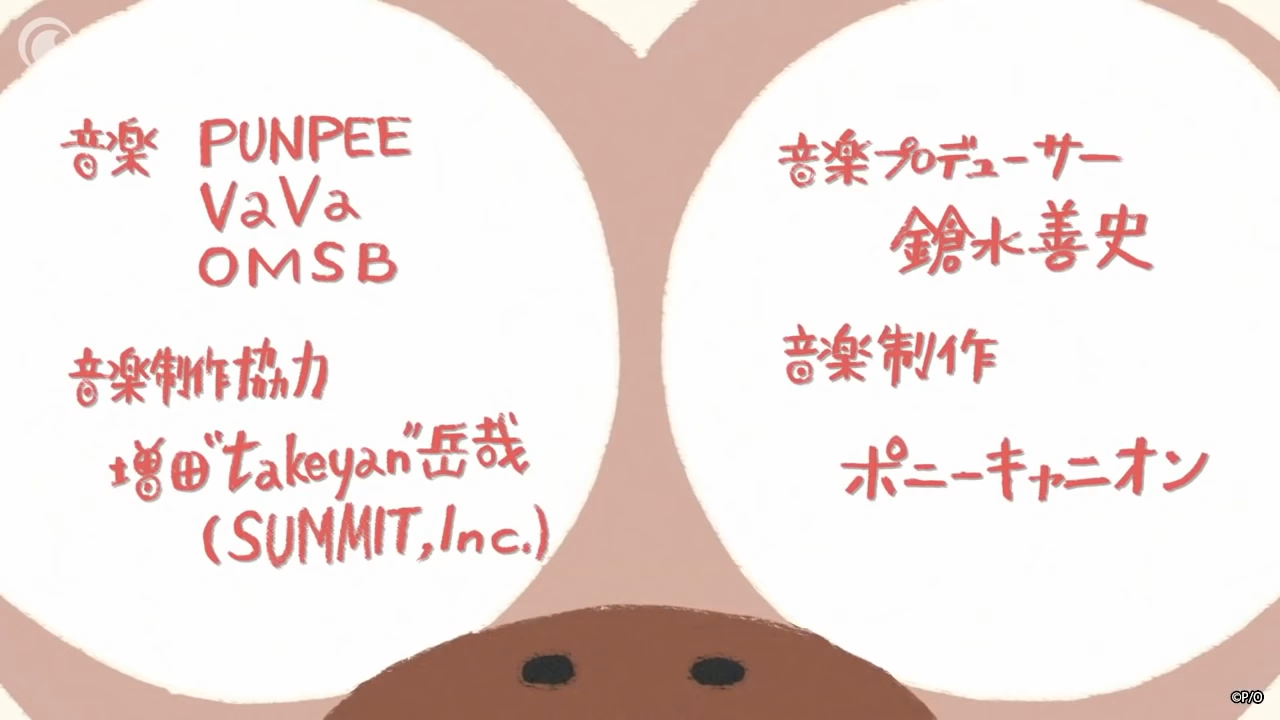 音楽 PUNPEE
VaVa
OMSB
音楽制作協力
増田"takeyan"岳哉
(SUMMIT, Inc.)
音楽プロデューサー
鎗水善史
音楽制作
ポニーキャニオン
©P/O